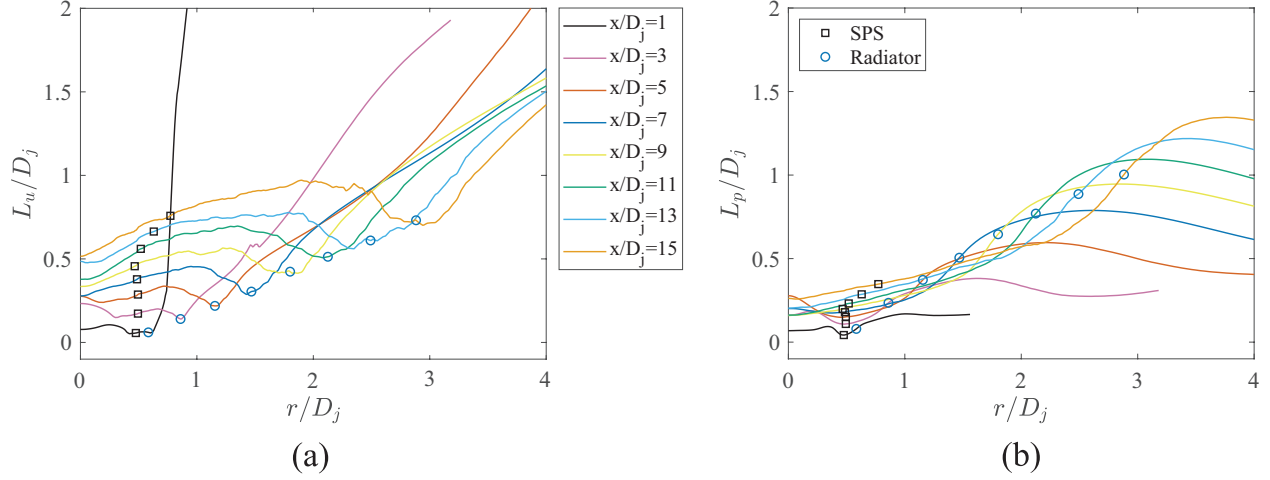 2
1.5
1
0.5
0
L_u/D_j
0 1 2 3 4
r/D_j
(a)
x/D_j=1
x/D_j=3
x/D_j=5
x/D_j=7
x/D_j=9
x/D_j=11
x/D_j=13
x/D_j=15
SPS
Radiator
2
1.5
1
0.5
0
L_p/D_j
0 1 2 3 4
r/D_j
(b)